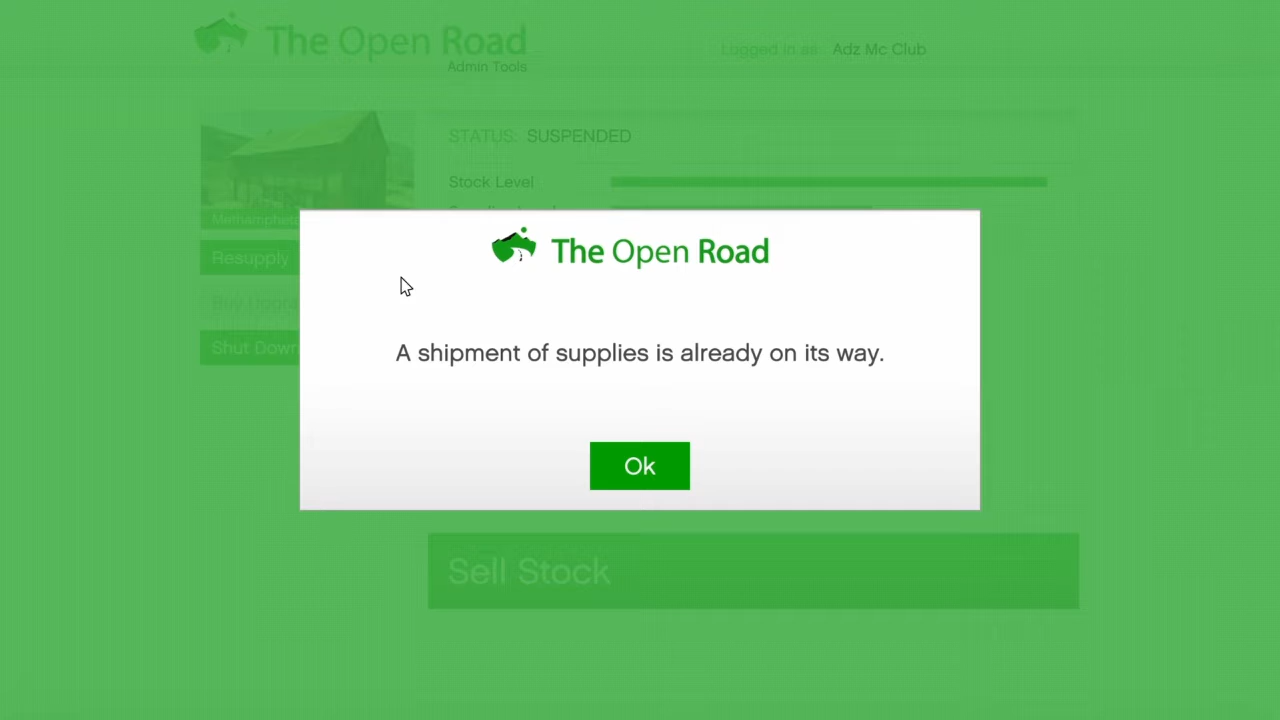 The Open Road
Admin Tools
Logged in as: Adz Mc Club
STATUS: SUSPENDED
Stock Level
Resupply
Shut Down
The Open Road
A shipment of supplies is already on its way.
Ok
Sell Stock